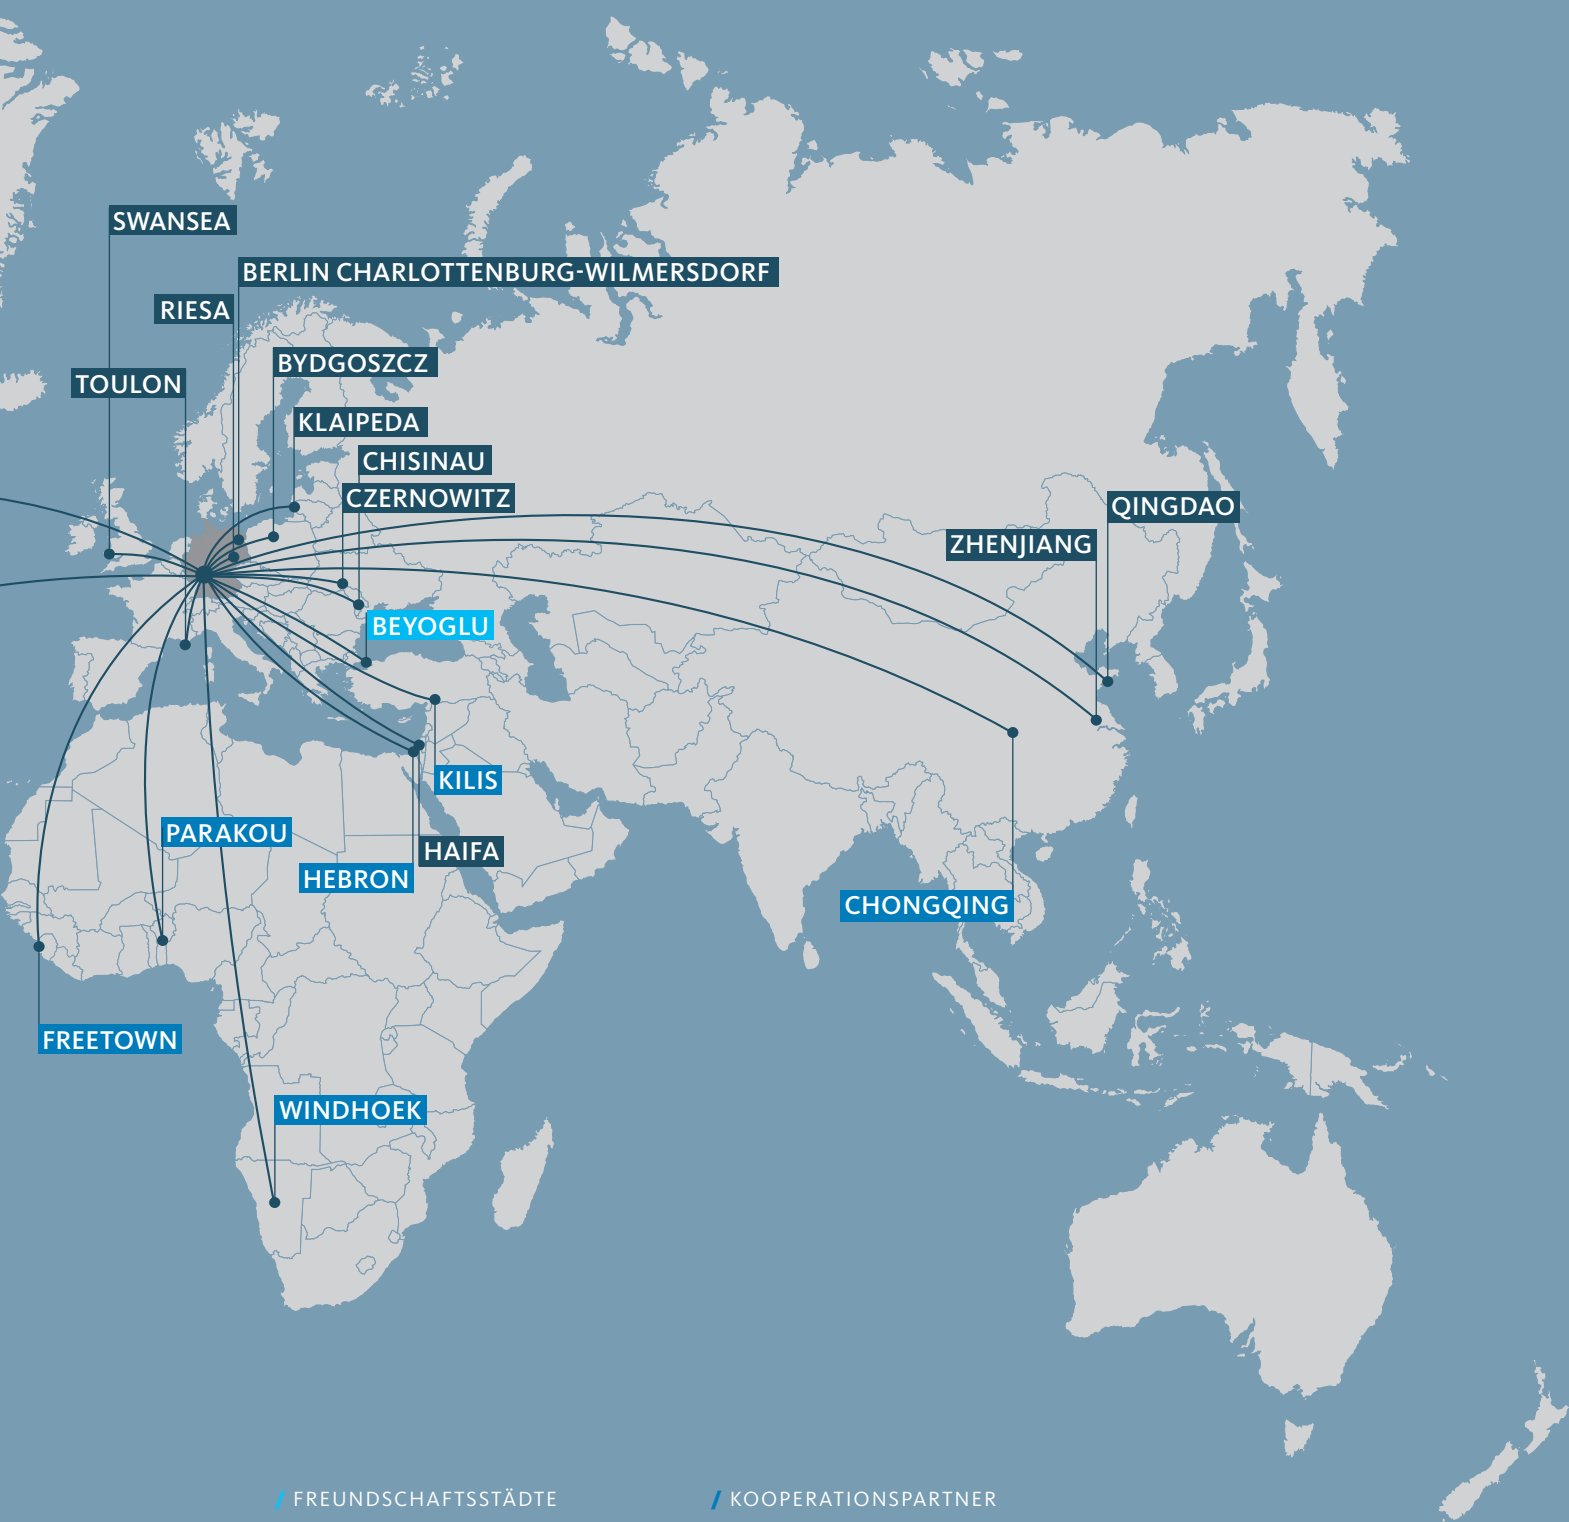 SWANSEA
BERLIN CHARLOTTENBURG-WILMERSDORF
RIESA
BYDGOSZCZ
TOULON
KLAIPEDA
CHISINAU
CZERNOWITZ
QINGDAO
ZHENJIANG
BEYOGLU
KILIS
PARAKOU
HAIFA
HEBRON
CHONGQING
FREETOWN
WINDHOEK
/ FREUNDSCHAFTSSTÄDTE
/ KOOPERATIONSPARTNER